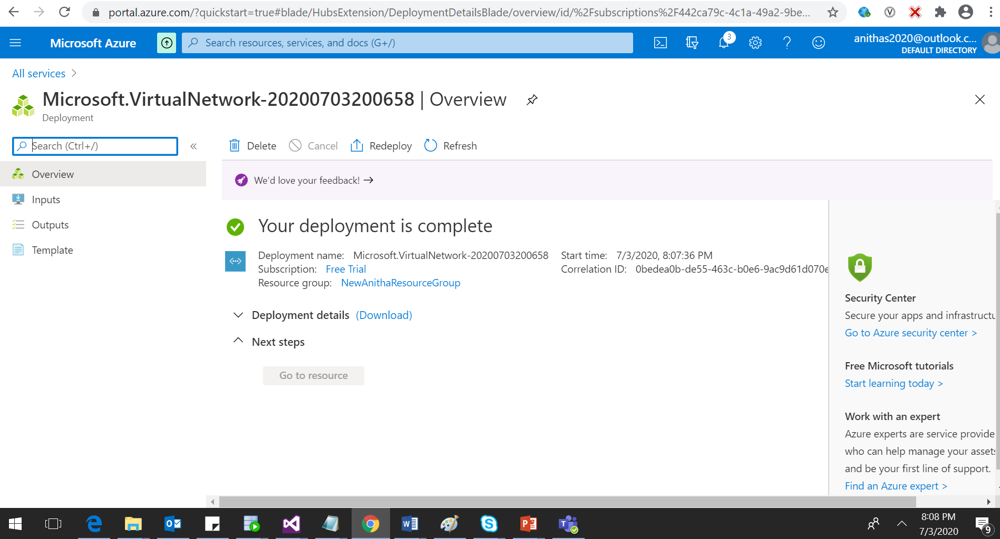 portal.azure.com/?quickstart=true#blade/HubsExtension/DeploymentDetailsBlade/overview/id/%2Fsubscriptions%2F442ca79c-4c1a-49a2-9be...
Microsoft Azure
Search resources, services, and docs (G+/)
3
anithas2020@outlook.c...
DEFAULT DIRECTORY
All services
Microsoft.VirtualNetwork-20200703200658 | Overview
Deployment
Search (Ctrl+/)
«
Delete
Cancel
Redeploy
Refresh
Overview
Inputs
Outputs
Template
We'd love your feedback! →
Your deployment is complete
Deployment name: Microsoft.VirtualNetwork-20200703200658
Subscription: Free Trial
Resource group: NewAnithaResourceGroup
Start time: 7/3/2020, 8:07:36 PM
Correlation ID: 0bedea0b-de55-463c-b0e6-9ac9d61d070e
Deployment details (Download)
Next steps
Go to resource
Security Center
Secure your apps and infrastructu
Go to Azure security center >
Free Microsoft tutorials
Start learning today >
Work with an expert
Azure experts are service provide
who can help manage your assets
and be your first line of support.
Find an Azure expert >
8:08 PM
7/3/2020
9